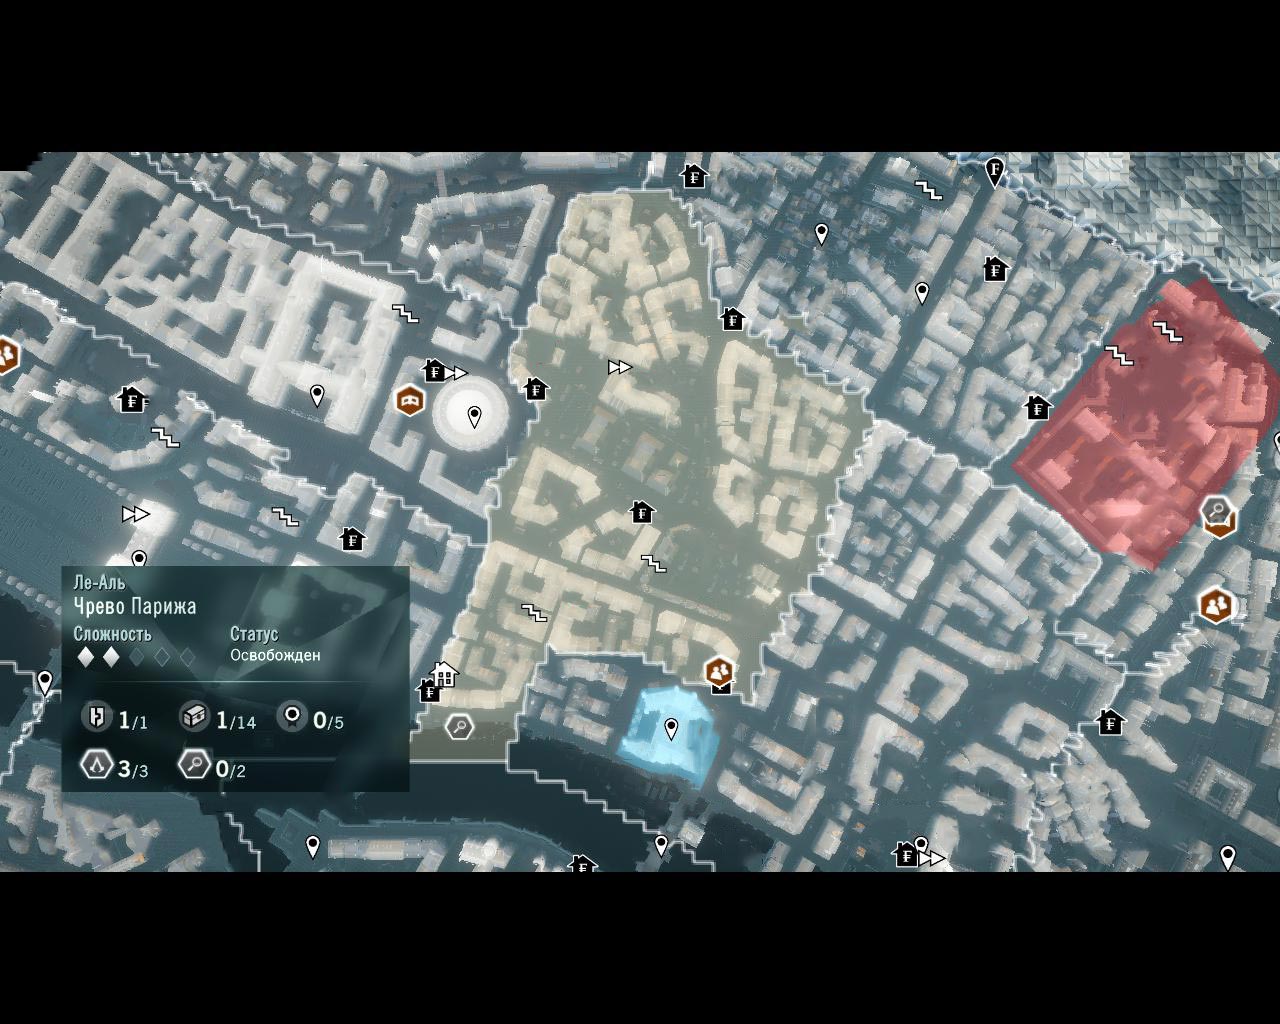 Ле-Аль
Чрево Парижа
Сложность Статус
Освобожден
1/1 1/14 0/5
3/3 0/2